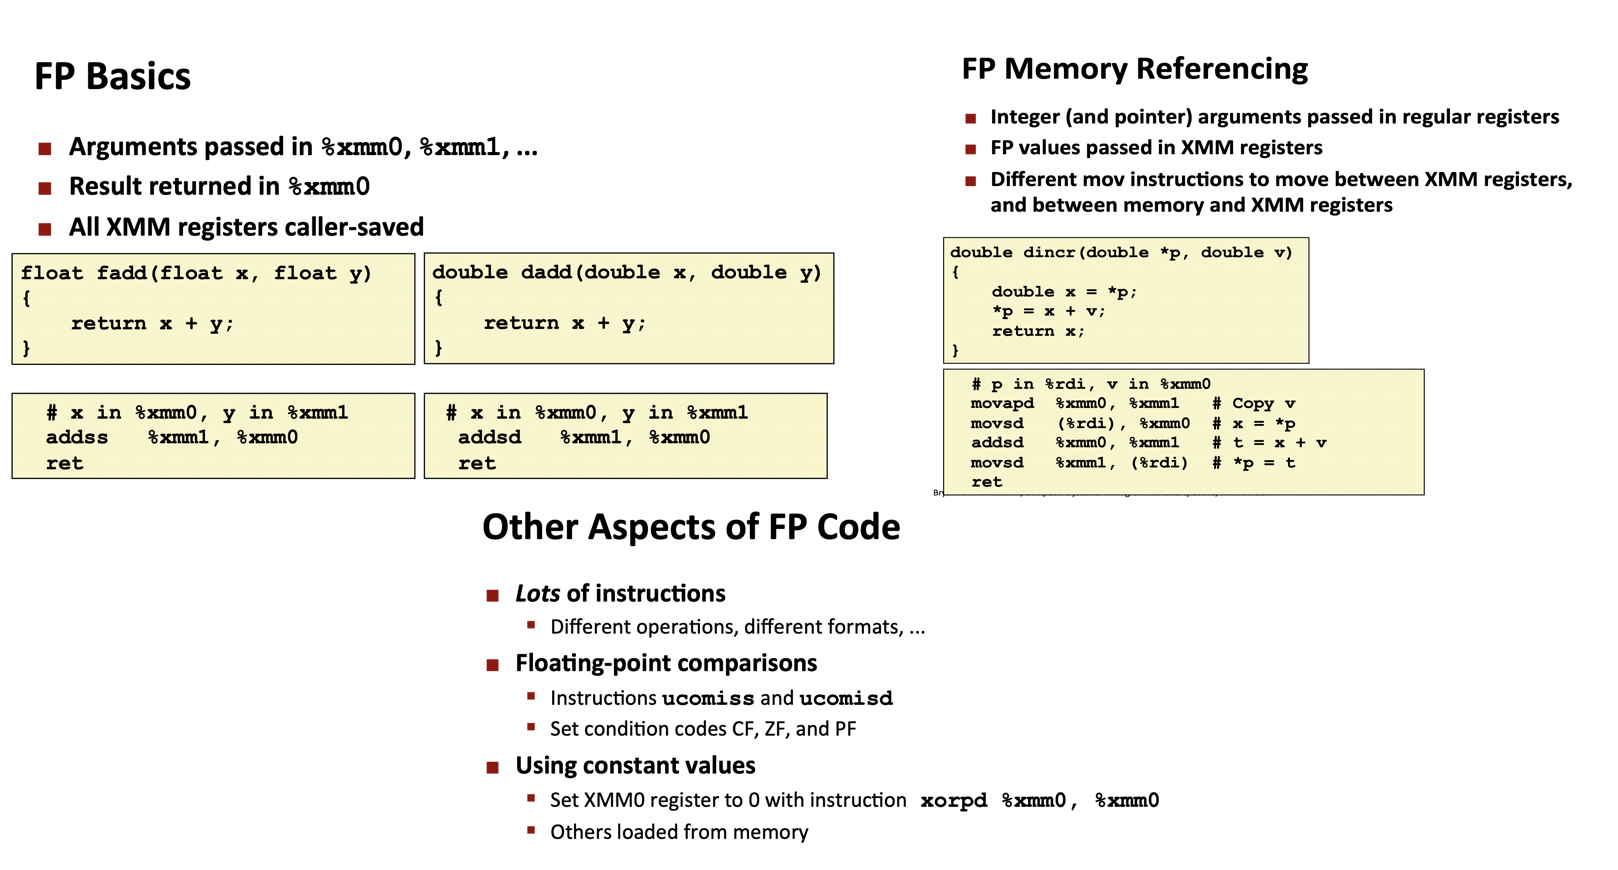 FP Basics
■ Arguments passed in %xmm0, %xmm1, ...
■ Result returned in %xmm0
■ All XMM registers caller-saved
float fadd(float x, float y)
{
    return x + y;
}
double dadd(double x, double y)
{
    return x + y;
}
# x in %xmm0, y in %xmm1
addss   %xmm1, %xmm0
ret
# x in %xmm0, y in %xmm1
addsd   %xmm1, %xmm0
ret
FP Memory Referencing
■ Integer (and pointer) arguments passed in regular registers
■ FP values passed in XMM registers
■ Different mov instructions to move between XMM registers,
and between memory and XMM registers
double dincr(double *p, double v)
{
    double x = *p;
    *p = x + v;
    return x;
}
# p in %rdi, v in %xmm0
movapd  %xmm0, %xmm1   # Copy v
movsd   (%rdi), %xmm0  # x = *p
addsd   %xmm0, %xmm1   # t = x + v
movsd   %xmm1, (%rdi)  # *p = t
ret
Other Aspects of FP Code
■ Lots of instructions
▪ Different operations, different formats, ...
■ Floating-point comparisons
▪ Instructions ucomiss and ucomisd
▪ Set condition codes CF, ZF, and PF
■ Using constant values
▪ Set XMM0 register to 0 with instruction xorpd %xmm0, %xmm0
▪ Others loaded from memory